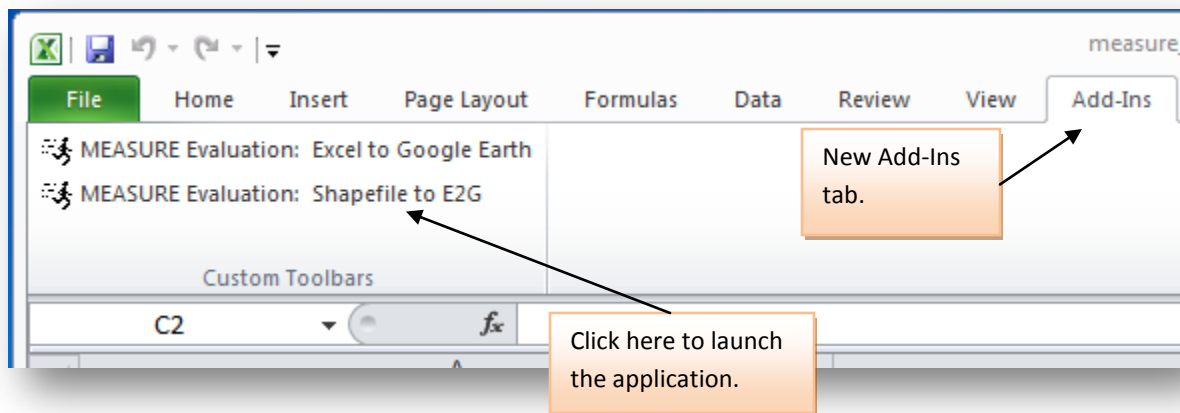 measure_
File Home Insert Page Layout Formulas Data Review View Add-Ins
MEASURE Evaluation: Excel to Google Earth
MEASURE Evaluation: Shapefile to E2G
New Add-Ins
tab.
Custom Toolbars
C2 fx
Click here to launch
the application.